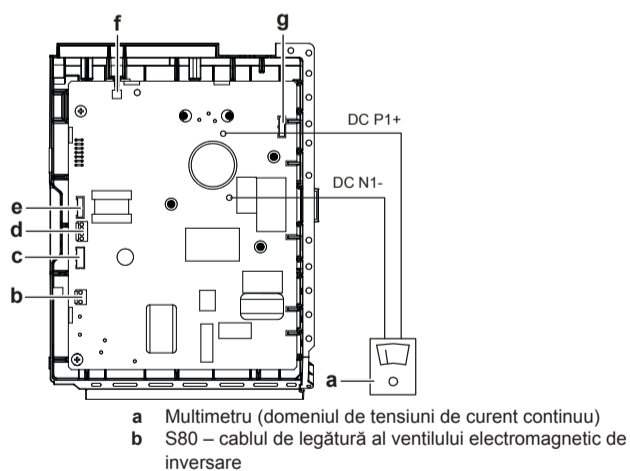 f
g
DC P1+
DC N1-
e
d
c
b
a
a Multimetru (domeniul de tensiuni de curent continuu)
b S80 – cablul de legătură al ventilului electromagnetic de
inversare